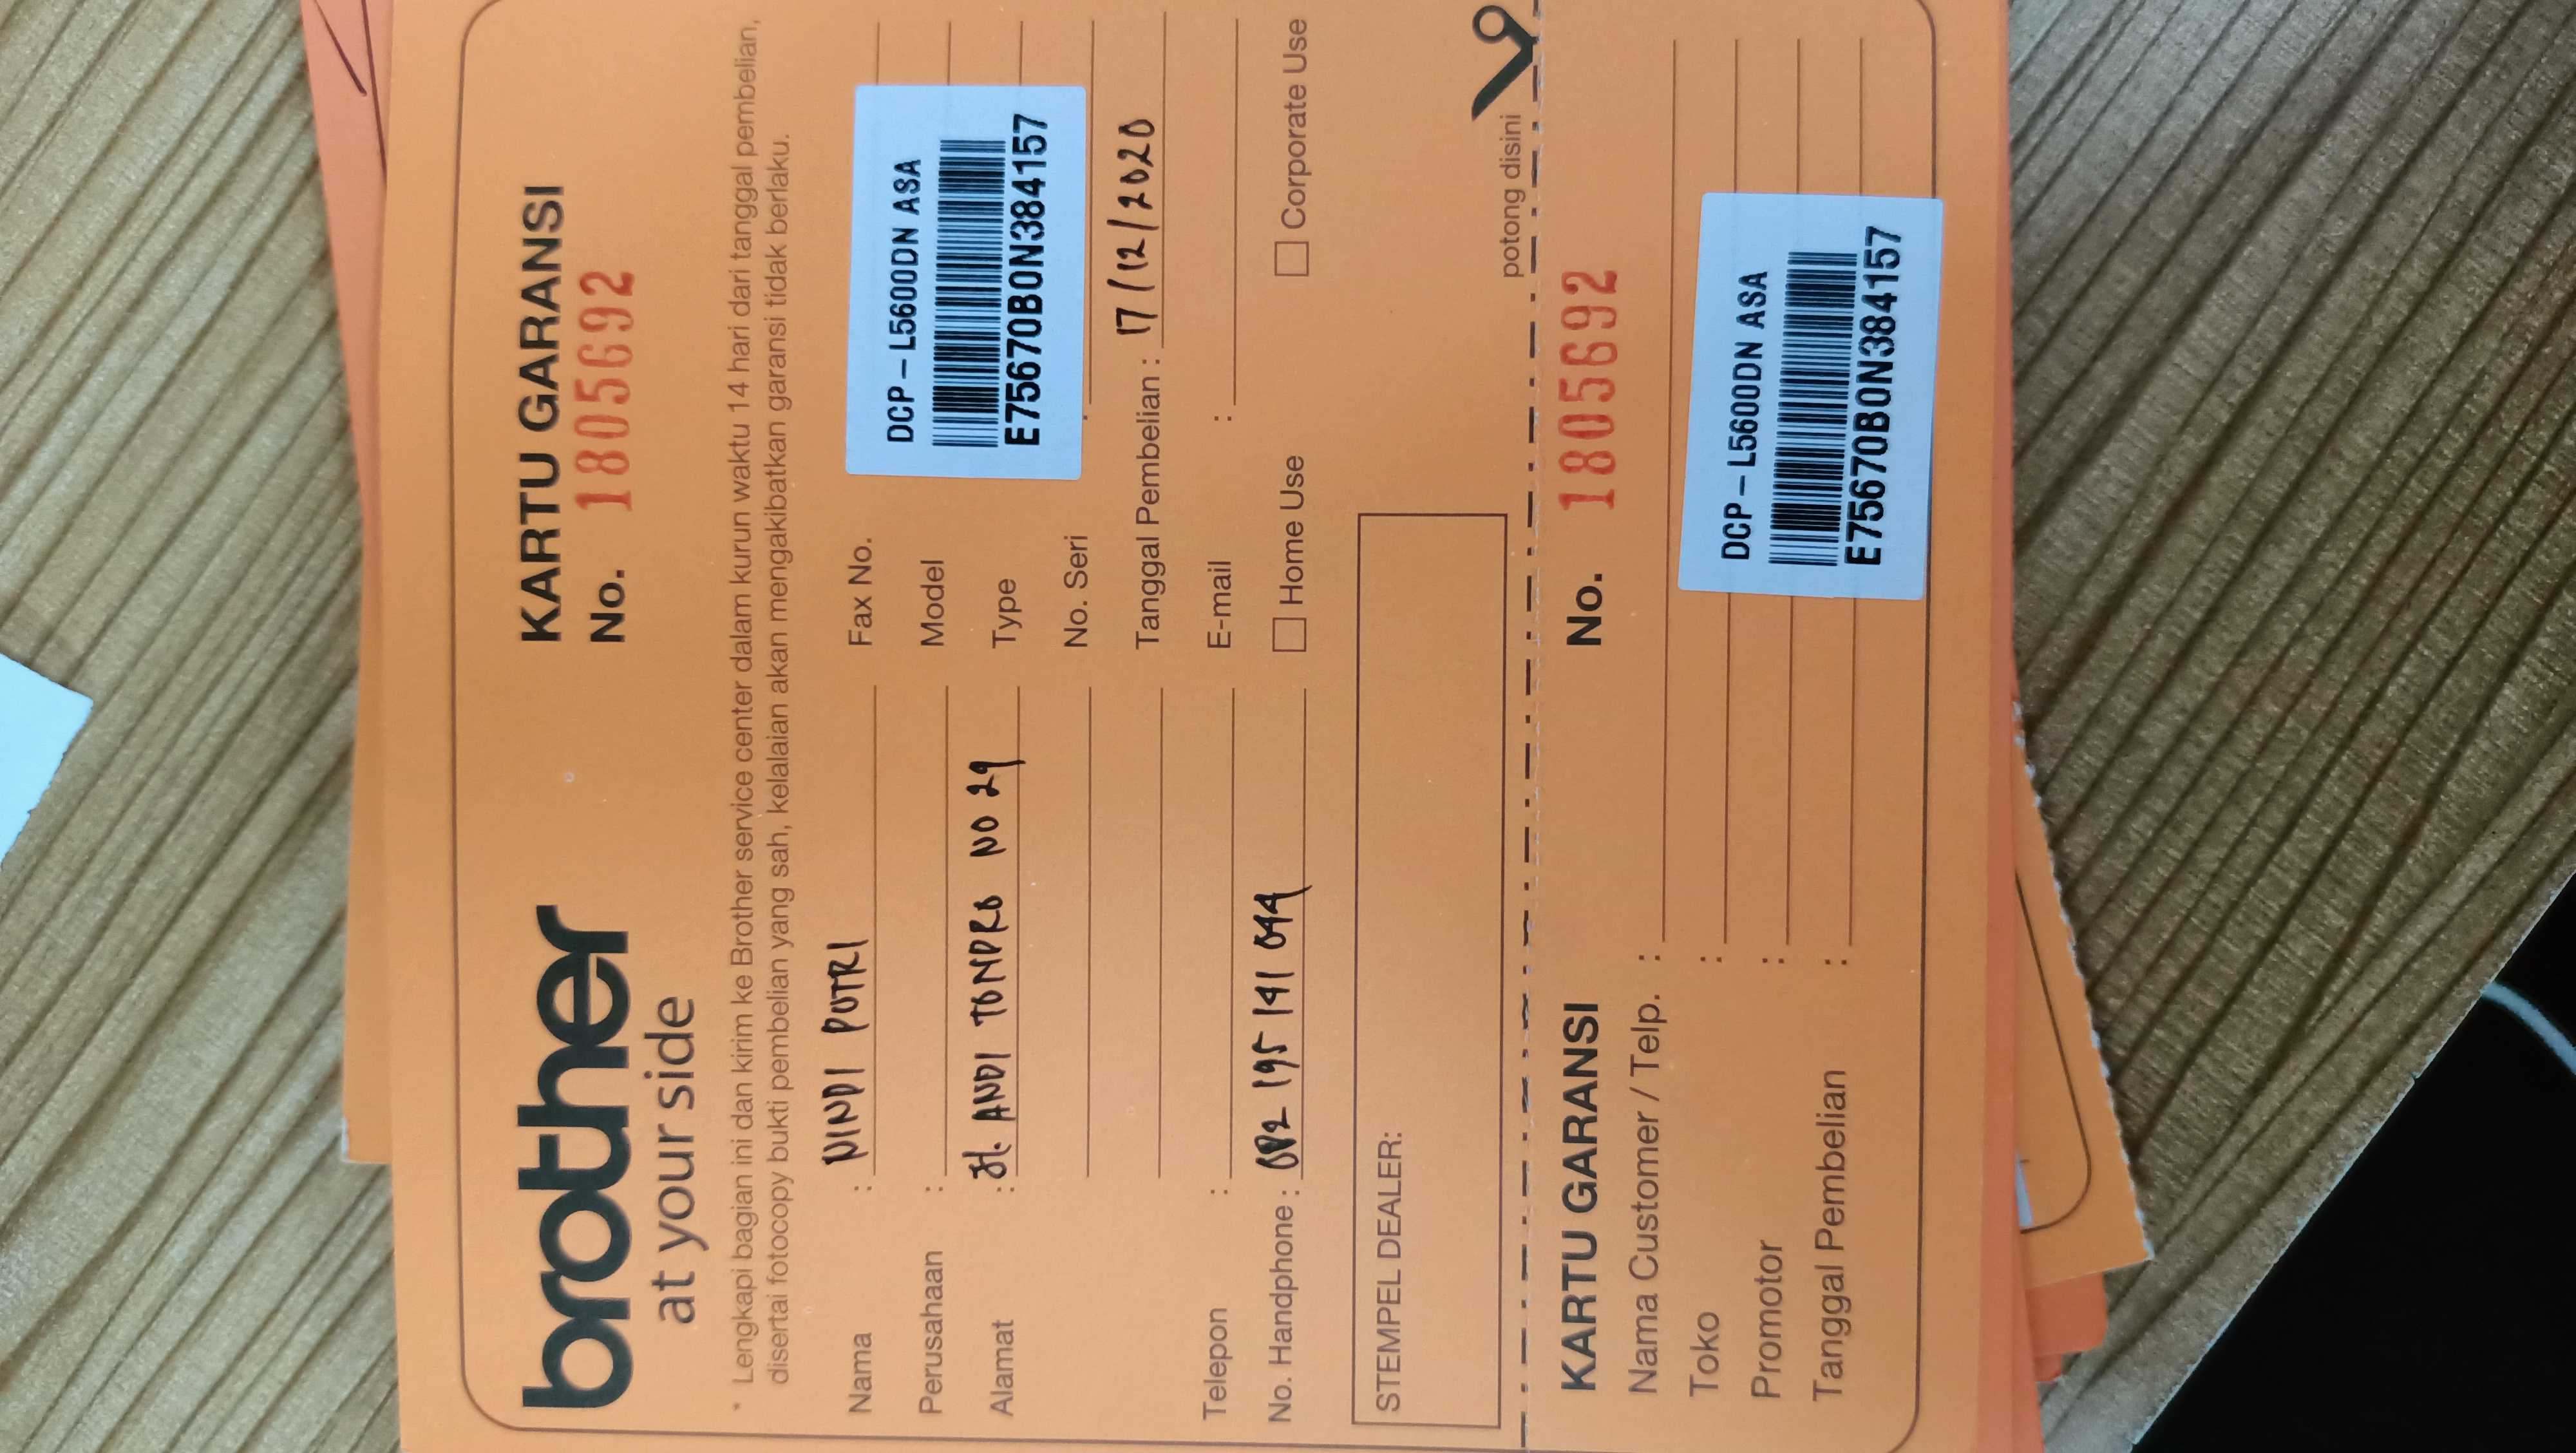 brother
at your side
KARTU GARANSI
No. 1805692
* Lengkapi bagian ini dan kirim ke Brother service center dalam kurun waktu 14 hari dari tanggal pembelian,
disertai fotocopy bukti pembelian yang sah, kelalaian akan mengakibatkan garansi tidak berlaku.
Nama : NINDI PUTRI
Perusahaan :
Alamat : Jl. ANDI TONDRO NO 29
Telepon :
No. Handphone : 082 195 141 044
Fax No.
Model
Type
No. Seri :
DCP-L5600DN ASA
E75670B0N384157
Tanggal Pembelian : 17/12/2020
E-mail :
Home Use
Corporate Use
STEMPEL DEALER:
potong disini
KARTU GARANSI
No. 1805692
Nama Customer / Telp. :
Toko :
Promotor :
Tanggal Pembelian :
DCP-L5600DN ASA
E75670B0N384157